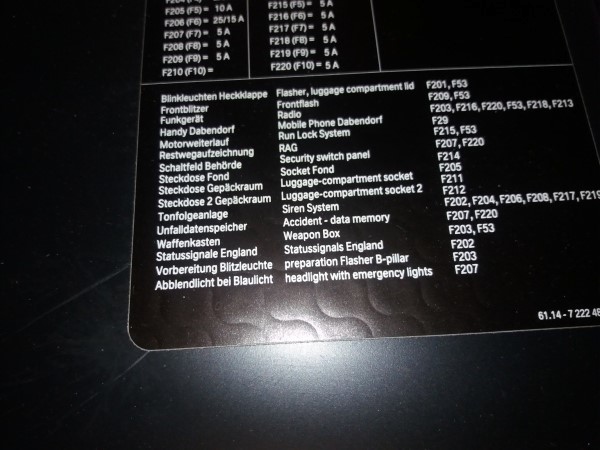 F205 (F5) = 10 A
F206 (F6) = 25/15 A
F207 (F7) = 5 A
F208 (F8) = 5 A
F209 (F9) = 5 A
F210 (F10) =
F215 (F5) = 5 A
F216 (F6) = 5 A
F217 (F7) = 5 A
F218 (F8) = 5 A
F219 (F9) = 5 A
F220 (F10) = 5 A
Blinkleuchten Heckklappe Flasher, luggage compartment lid F201, F53
Frontblitzer Frontflash F209, F53
Funkgerät Radio F203, F216, F220, F53, F218, F213
Handy Dabendorf Mobile Phone Dabendorf F29
Motorweiterlauf Run Lock System F215, F53
Restwegaufzeichnung RAG F207, F220
Schaltfeld Behörde Security switch panel F214
Steckdose Fond Socket Fond F205
Steckdose Gepäckraum Luggage-compartment socket F211
Steckdose 2 Gepäckraum Luggage-compartment socket 2 F212
Tonfolgeanlage Siren System F202, F204, F206, F208, F217, F219
Unfalldatenspeicher Accident - data memory F207, F220
Waffenkasten Weapon Box F203, F53
Statussignale England Statussignals England F202
Vorbereitung Blitzleuchte preparation Flasher B-pillar F203
Abblendlicht bei Blaulicht headlight with emergency lights F207
61.14 - 7 222